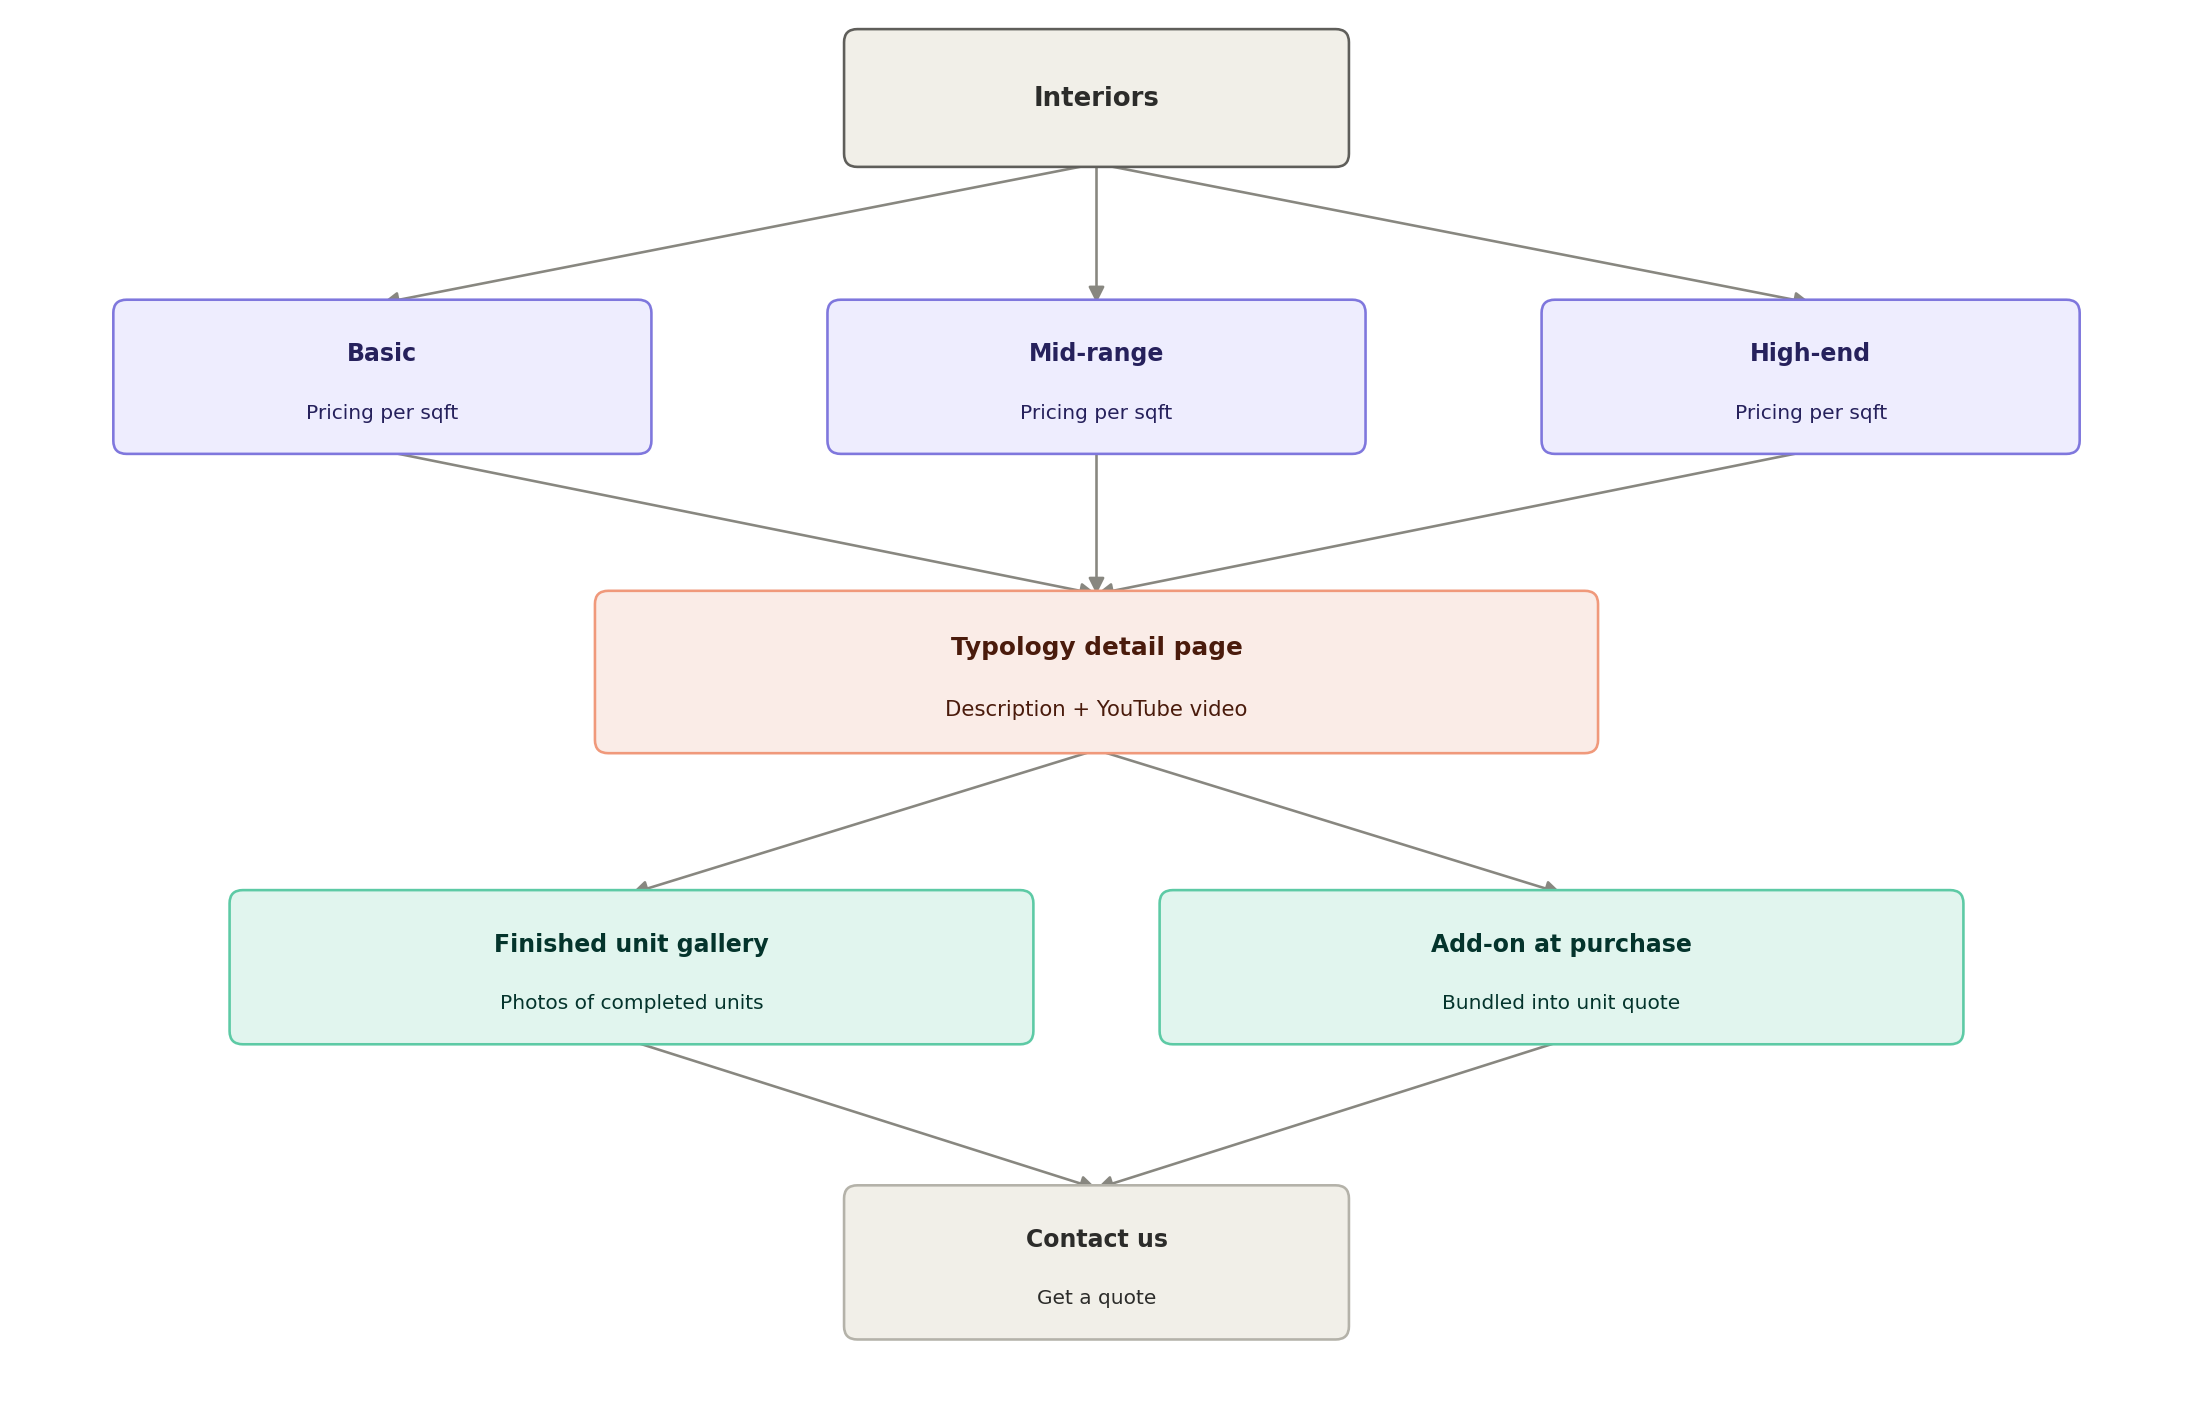 Interiors
Basic
Pricing per sqft
Mid-range
Pricing per sqft
High-end
Pricing per sqft
Typology detail page
Description + YouTube video
Finished unit gallery
Photos of completed units
Add-on at purchase
Bundled into unit quote
Contact us
Get a quote